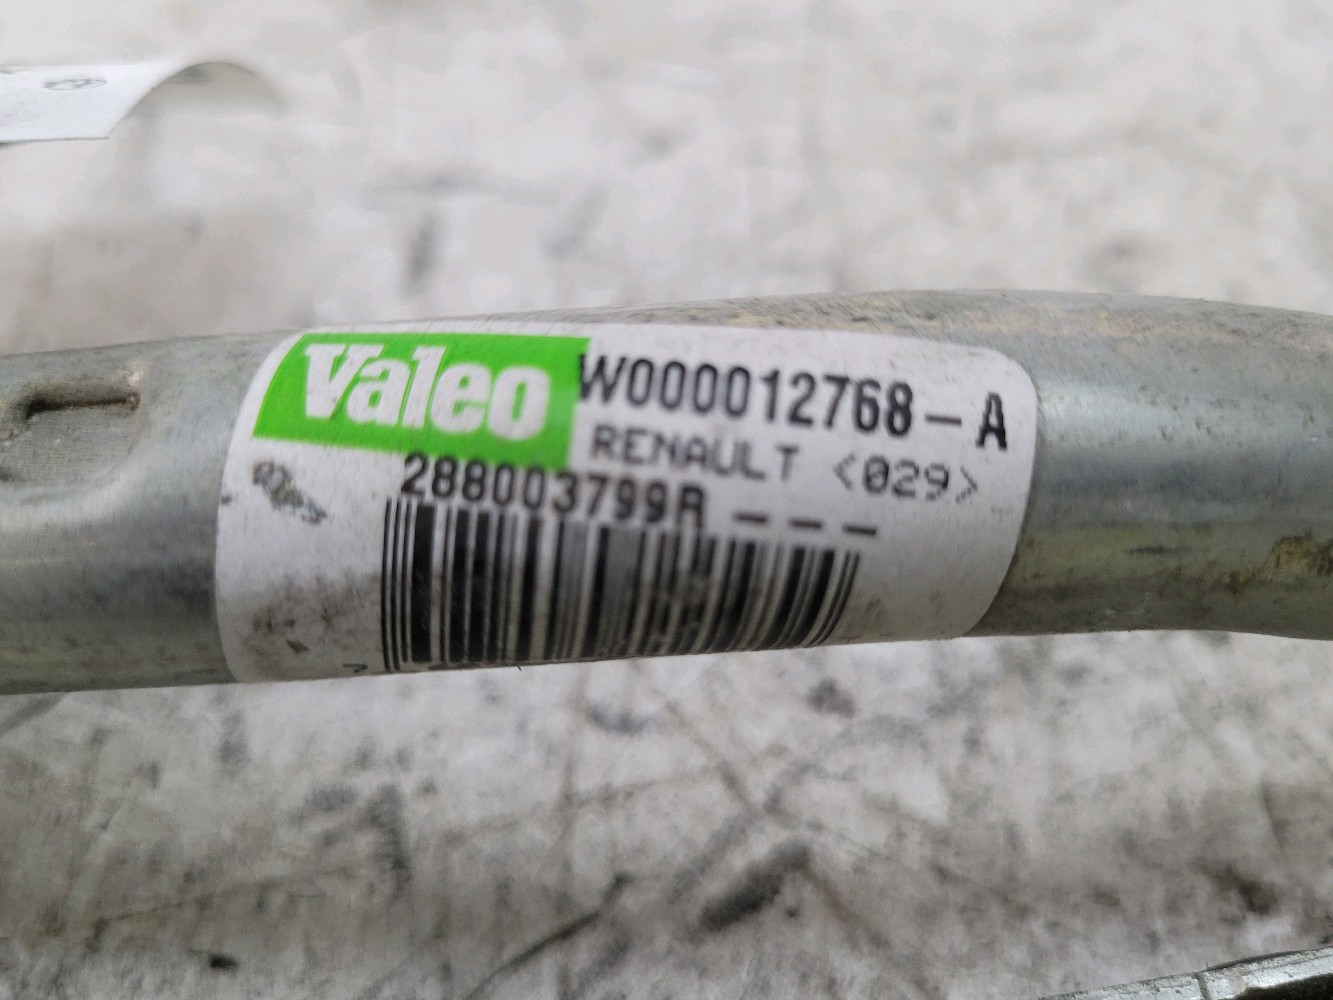 Valeo W000012768-A
RENAULT <029>
288003799R ---